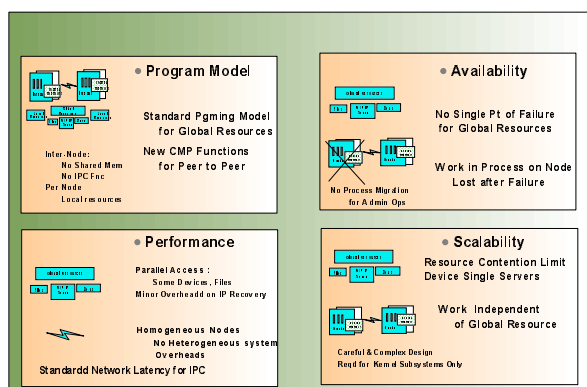 Program Model
Standard Pgming Model
for Global Resources
New CMP Functions
for Peer to Peer
Inter-Node:
No Shared Mem
No IPC Fnc
Per Node
Local resources
Availability
No Single Pt of Failure
for Global Resources
Work in Process on Node
Lost after Failure
No Process Migration
for Admin Ops
Performance
Parallel Access :
Some Devices, Files
Minor Overheadd on IP Recovery
Homogeneous Nodes
No Heterogeneous system
Overheads
Standardd Network Latency for IPC
Scalability
Resource Contention Limit
Device Single Servers
Work Independent
of Global Resource
Careful & Complex Design
Reqd for Kernel Subsystems Only